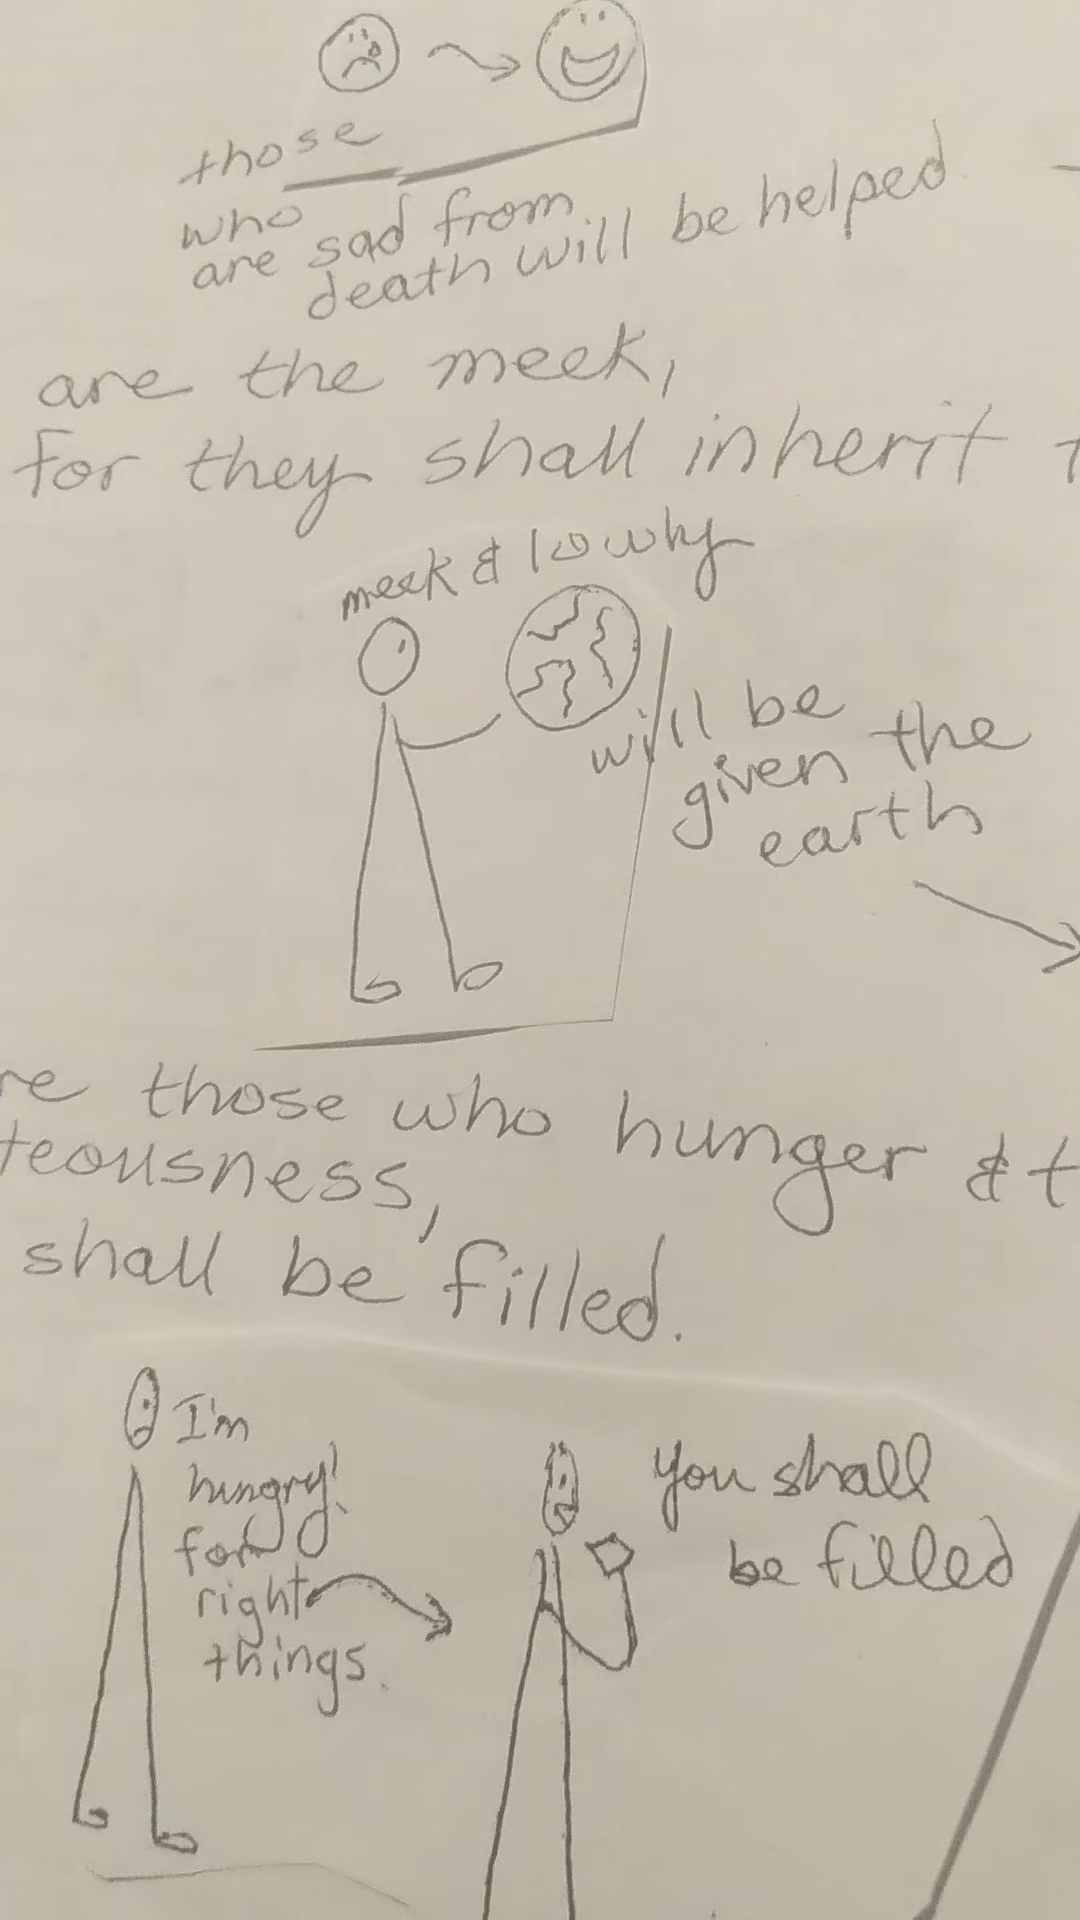 those
who
are sad from
death will be helped
are the meek,
for they shall inherit
meek & lowly
will be
given the
earth
re those who hunger & t
teousness,
shall be filled.
I'm
hungry!
for
right
things.
You shall
be filled